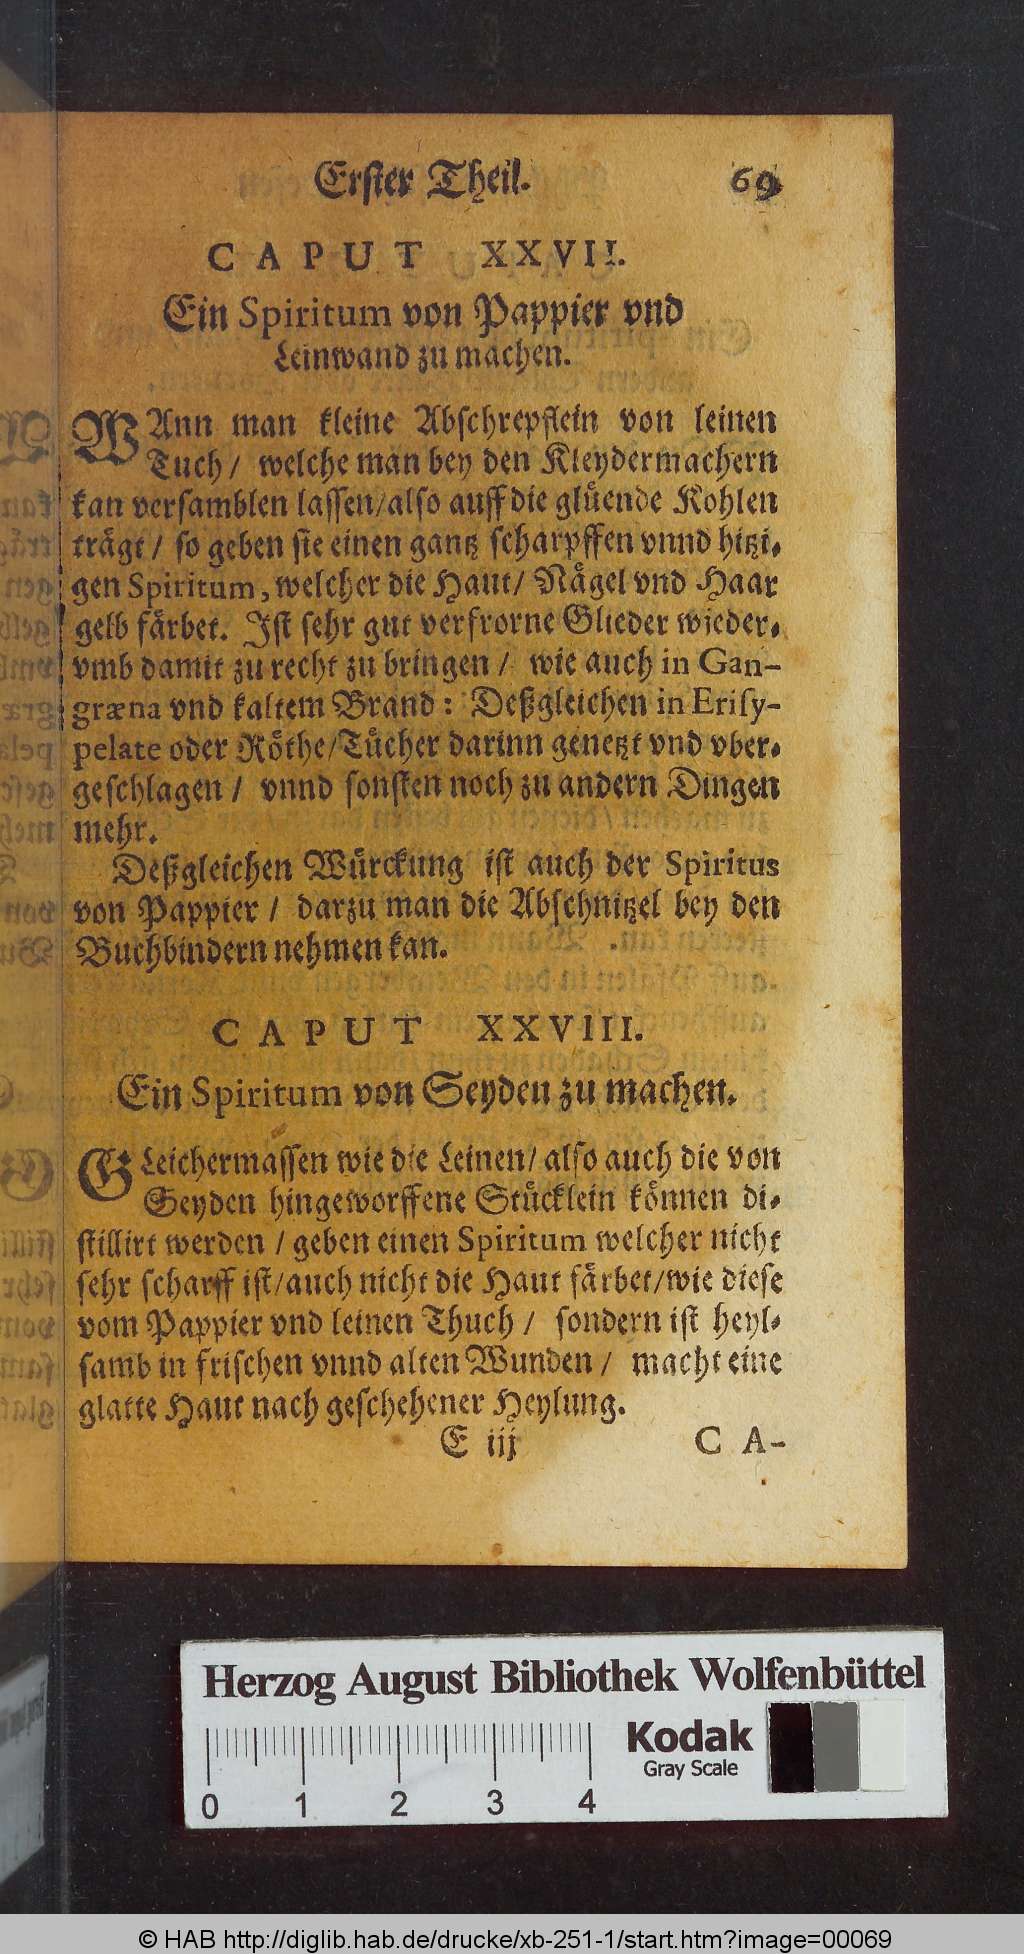 Erster Theil. 69
CAPUT XXVII.
Ein Spiritum von Pappier vnd
Leinwand zu machen.
WAnn man kleine Abschrepflein von leinen
Tuch / welche man bey den Kleydermachern
kan versamblen lassen/also auff die glüende Kohlen
trägt / so geben sie einen gantz scharpffen vnnd hitzi-
gen Spiritum, welcher die Haut/ Nägel vnd Haar
gelb färbet. Ist sehr gut verfrorne Glieder wieder-
vmb damit zu recht zu bringen / wie auch in Gan-
græna vnd kaltem Brand: Deßgleichen in Erisy-
pelate oder Röthe/Tücher darinn genetzt vnd vber-
geschlagen / vnnd sonsten noch zu andern Dingen
mehr.
Deßgleichen Würckung ist auch der Spiritus
von Pappier / darzu man die Abschnitzel bey den
Buchbindern nehmen kan.
CAPUT XXVIII.
Ein Spiritum von Seyden zu machen.
GLeichermassen wie die Leinen/ also auch die von
Seyden hingeworffene Stücklein können di-
stillirt werden / geben einen Spiritum welcher nicht
sehr scharff ist/auch nicht die Haut färbet/wie diese
vom Pappier vnd leinen Thuch / sondern ist heyl-
samb in frischen vnnd alten Wunden / macht eine
glatte Haut nach geschehener Heylung.
E iij CA-
Herzog August Bibliothek Wolfenbüttel
Kodak
Gray Scale
0 1 2 3 4
© HAB http://diglib.hab.de/drucke/xb-251-1/start.htm?image=00069